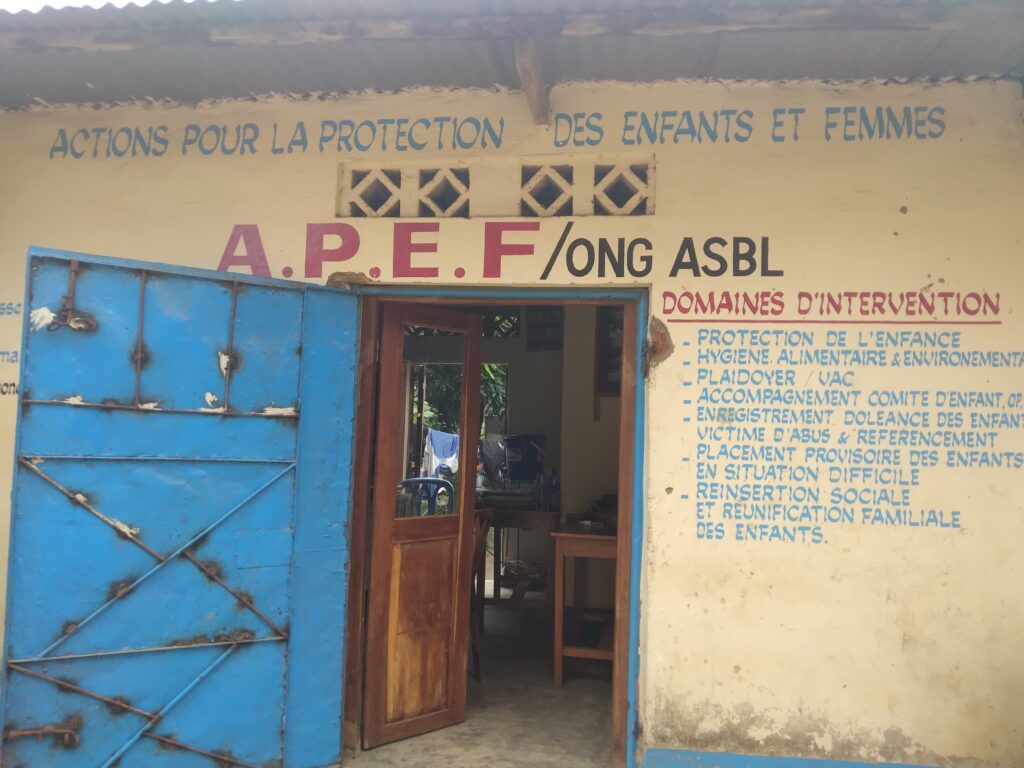 ACTIONS POUR LA PROTECTION DES ENFANTS ET FEMMES
A.P.E.F/ONG ASBL
DOMAINES D'INTERVENTION
- PROTECTION DE L'ENFANCE
- HYGIENE ALIMENTAIRE & ENVIRONEMENTA
- PLAIDOYER / VAC
- ACCOMPAGNEMENT COMITE D'ENFANT, OP.
- ENREGISTREMENT DOLEANCE DES ENFANT
VICTIME D'ABUS & REFERENCEMENT
- PLACEMENT PROVISOIRE DES ENFANTS
EN SITUATION DIFFICILE
- REINSERTION SOCIALE
ET REUNIFICATION FAMILIALE
DES ENFANTS.